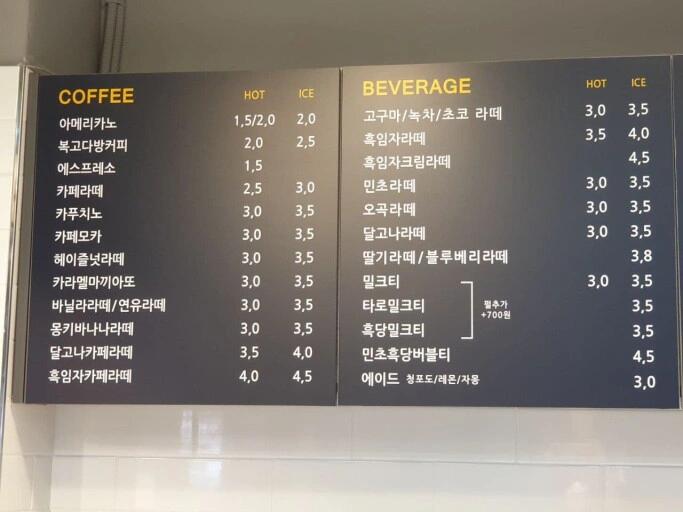 COFFEE HOT ICE
아메리카노 1,5/2,0 2,0
복고다방커피 2,0 2,5
에스프레소 1,5
카페라떼 2,5 3,0
카푸치노 3,0 3,5
카페모카 3,0 3,5
헤이즐넛라떼 3,0 3,5
카라멜마끼아또 3,0 3,5
바닐라라떼/연유라떼 3,0 3,5
몽키바나나라떼 3,0 3,5
달고나카페라떼 3,5 4,0
흑임자카페라떼 4,0 4,5
BEVERAGE HOT ICE
고구마/녹차/초코 라떼 3,0 3,5
흑임자라떼 3,5 4,0
흑임자크림라떼 4,5
민초라떼 3,0 3,5
오곡라떼 3,0 3,5
달고나라떼 3,0 3,5
딸기라떼/블루베리라떼 3,8
밀크티 3,0 3,5
타로밀크티 3,5
흑당밀크티 3,5
펄추가
+700원
민초흑당버블티 4,5
에이드 청포도/레몬/자몽 3,0